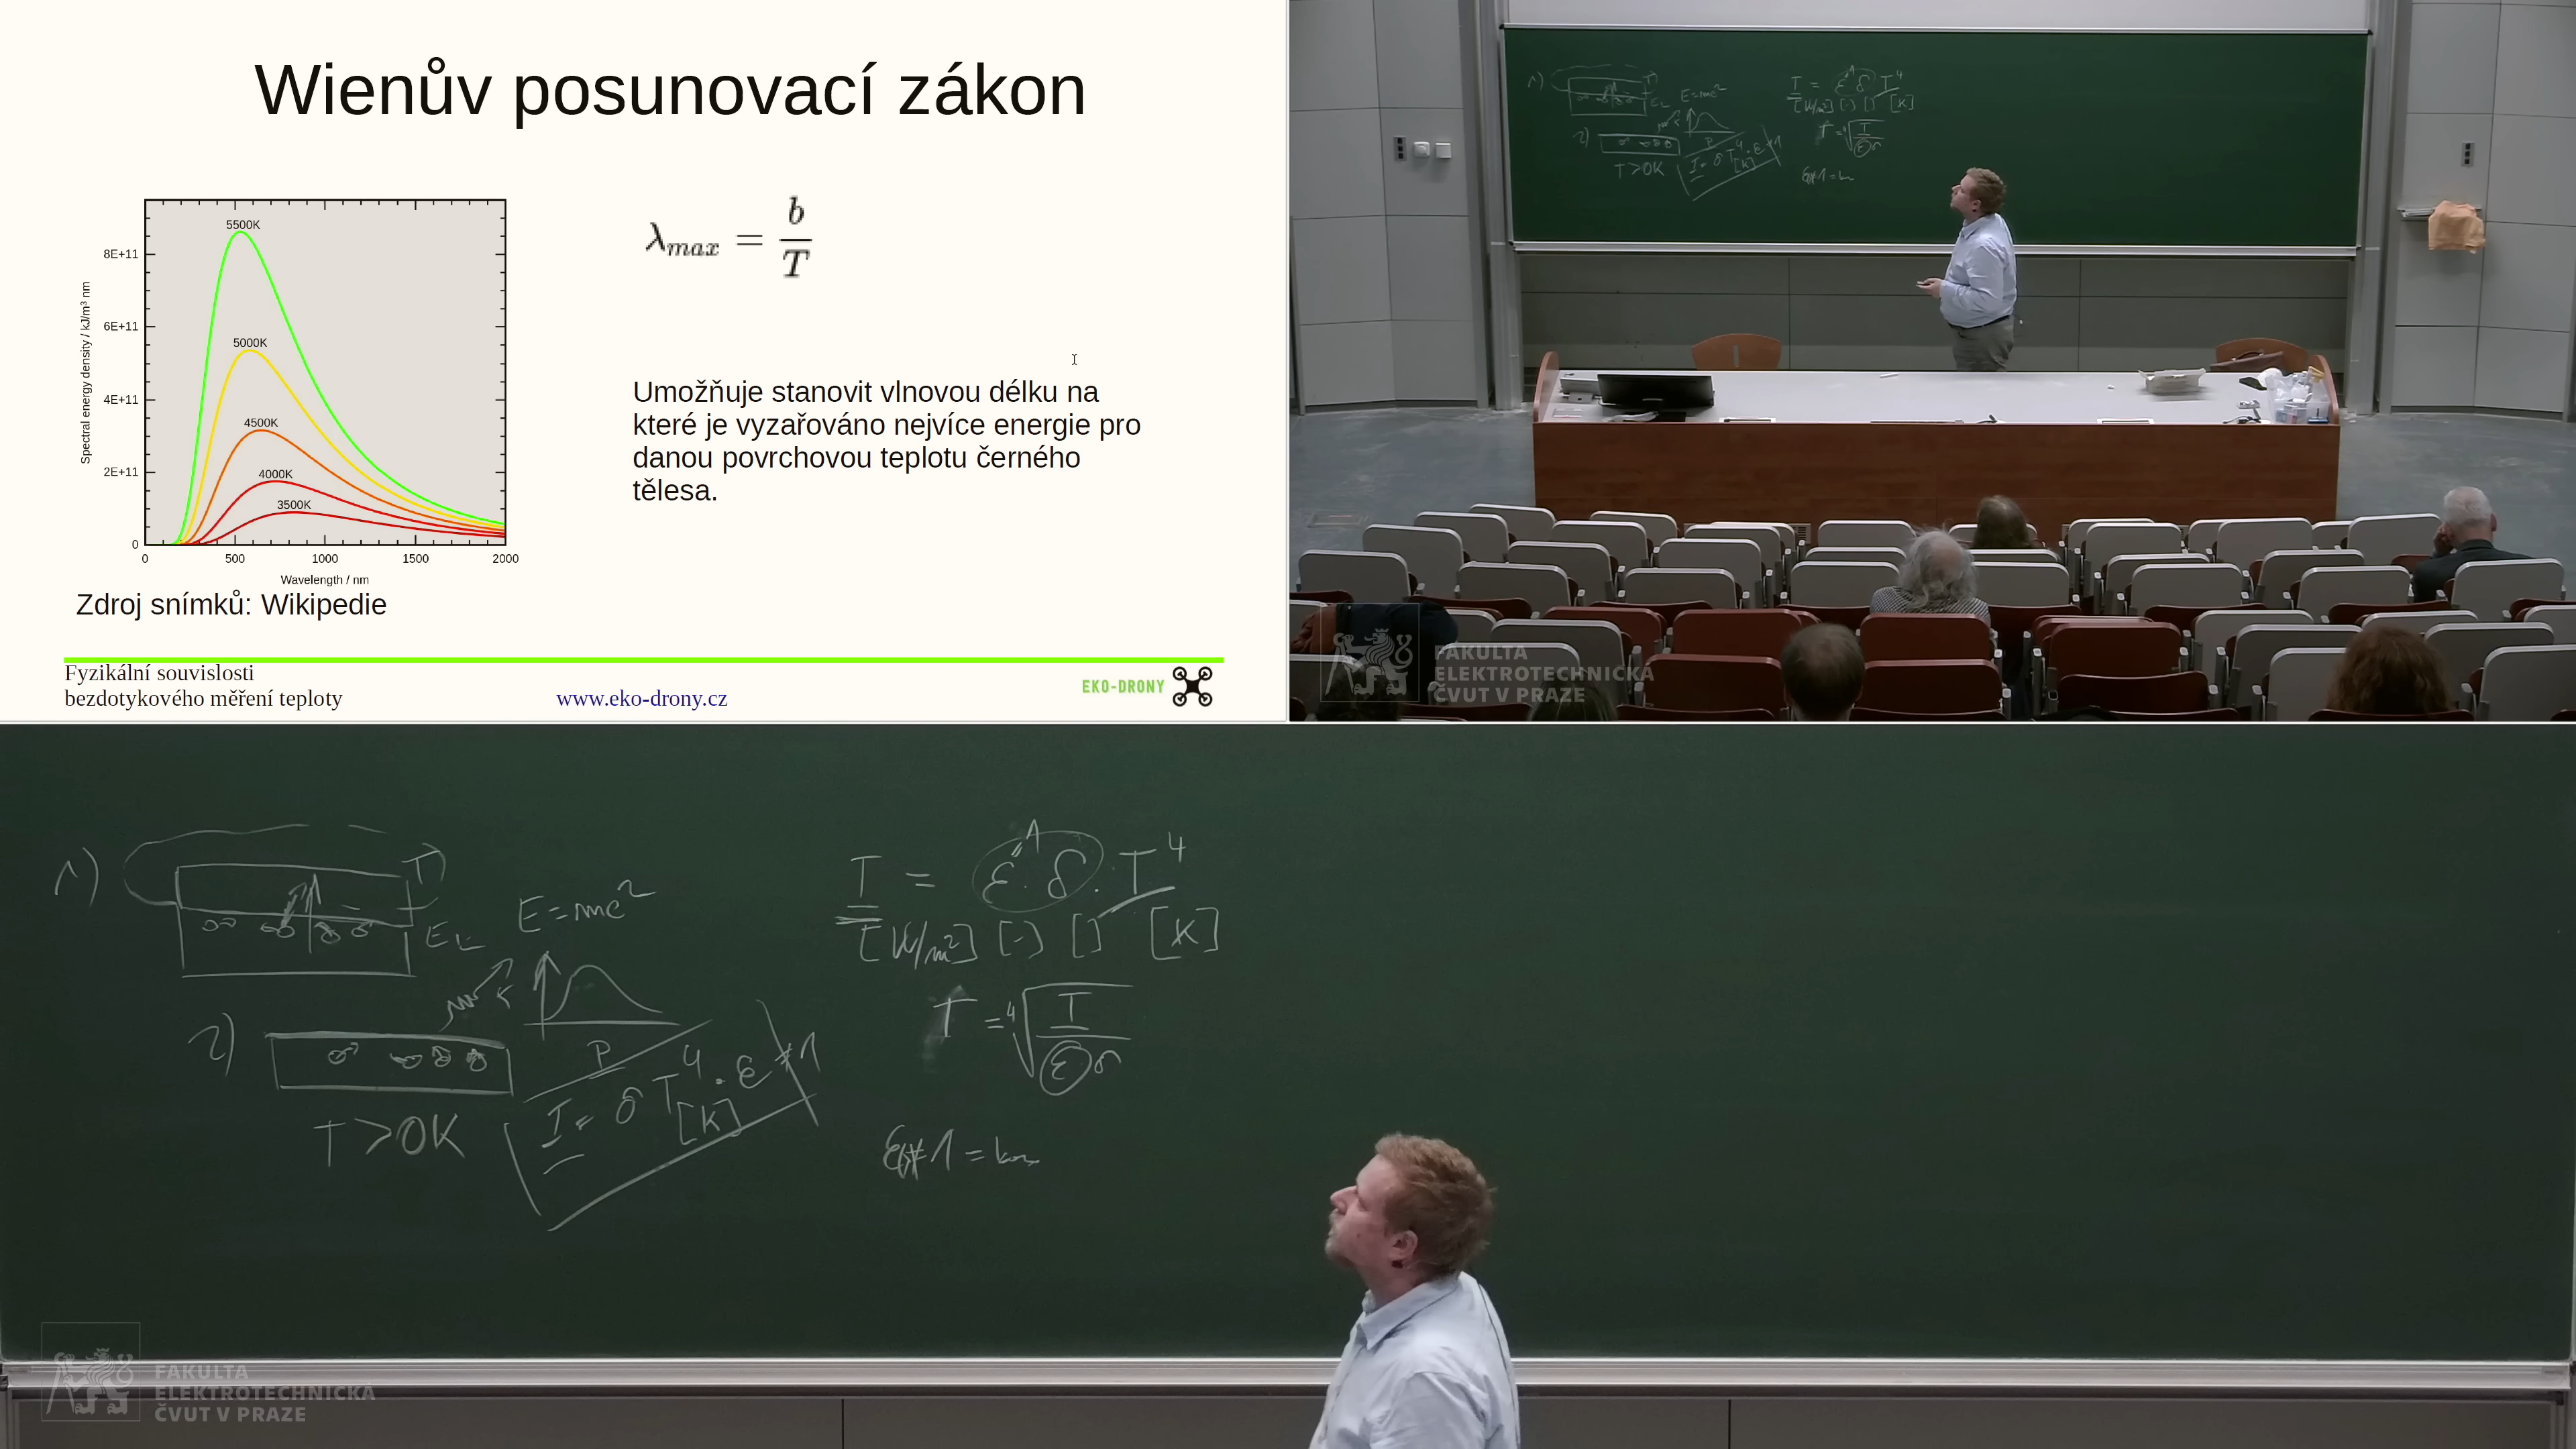 Wienův posunovací zákon
5500K
5000K
4500K
4000K
3500K
8E+11
6E+11
4E+11
2E+11
0
0 500 1000 1500 2000
Spectral energy density / kJ/m³ nm
Wavelength / nm
λmax = b/T
Umožňuje stanovit vlnovou délku na
které je vyzařováno nejvíce energie pro
danou povrchovou teplotu černého
tělesa.
Zdroj snímků: Wikipedie
Fyzikální souvislosti
bezdotykového měření teploty
www.eko-drony.cz
EKO-DRONY
FAKULTA
ELEKTROTECHNICKÁ
ČVUT V PRAZE
1)
T
E=mc²
2)
T>0K
P
I = δ T⁴ · ε ≠ 1
[K]
T = ε · δ · T⁴
[W/m²] [-] [] [K]
T = ⁴√
FAKULTA
ELEKTROTECHNICKÁ
ČVUT V PRAZE